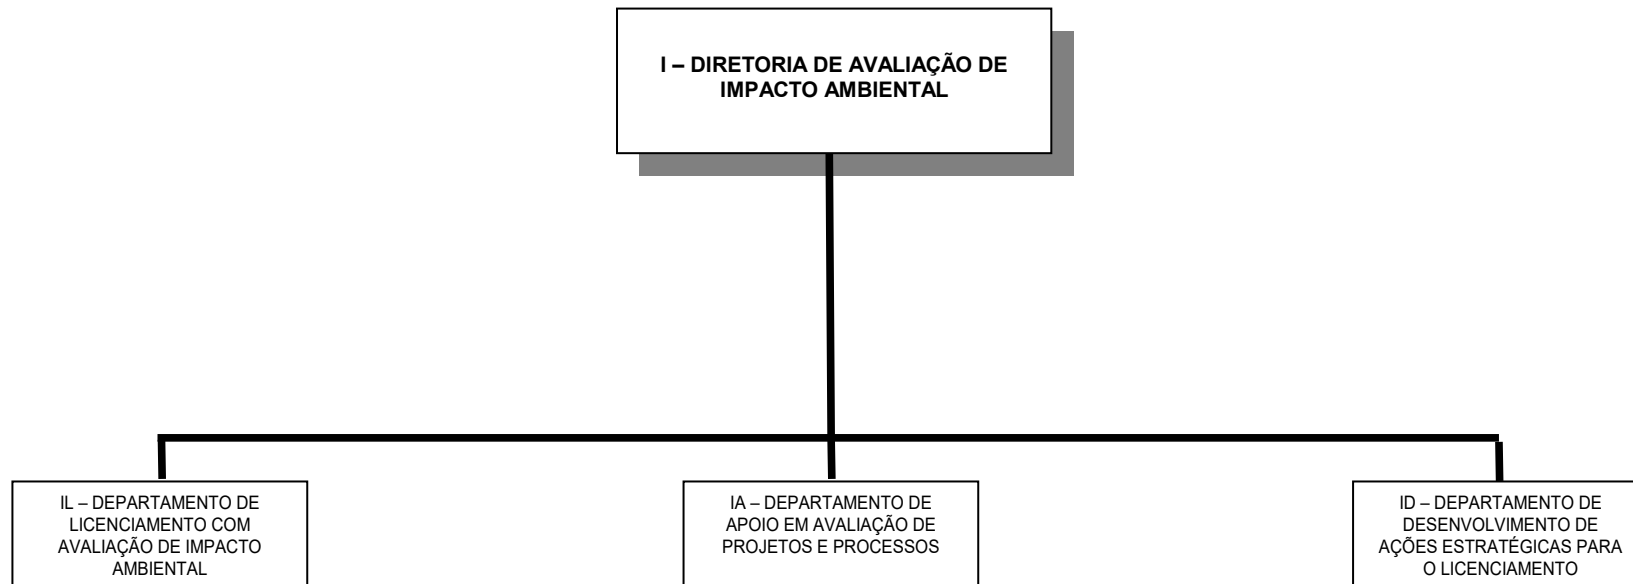 I – DIRETORIA DE AVALIAÇÃO DE
IMPACTO AMBIENTAL
IL – DEPARTAMENTO DE
LICENCIAMENTO COM
AVALIAÇÃO DE IMPACTO
AMBIENTAL
IA – DEPARTAMENTO DE
APOIO EM AVALIAÇÃO DE
PROJETOS E PROCESSOS
ID – DEPARTAMENTO DE
DESENVOLVIMENTO DE
AÇÕES ESTRATÉGICAS PARA
O LICENCIAMENTO